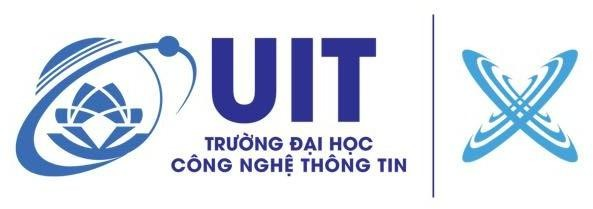 UIT
TRƯỜNG ĐẠI HỌC
CÔNG NGHỆ THÔNG TIN